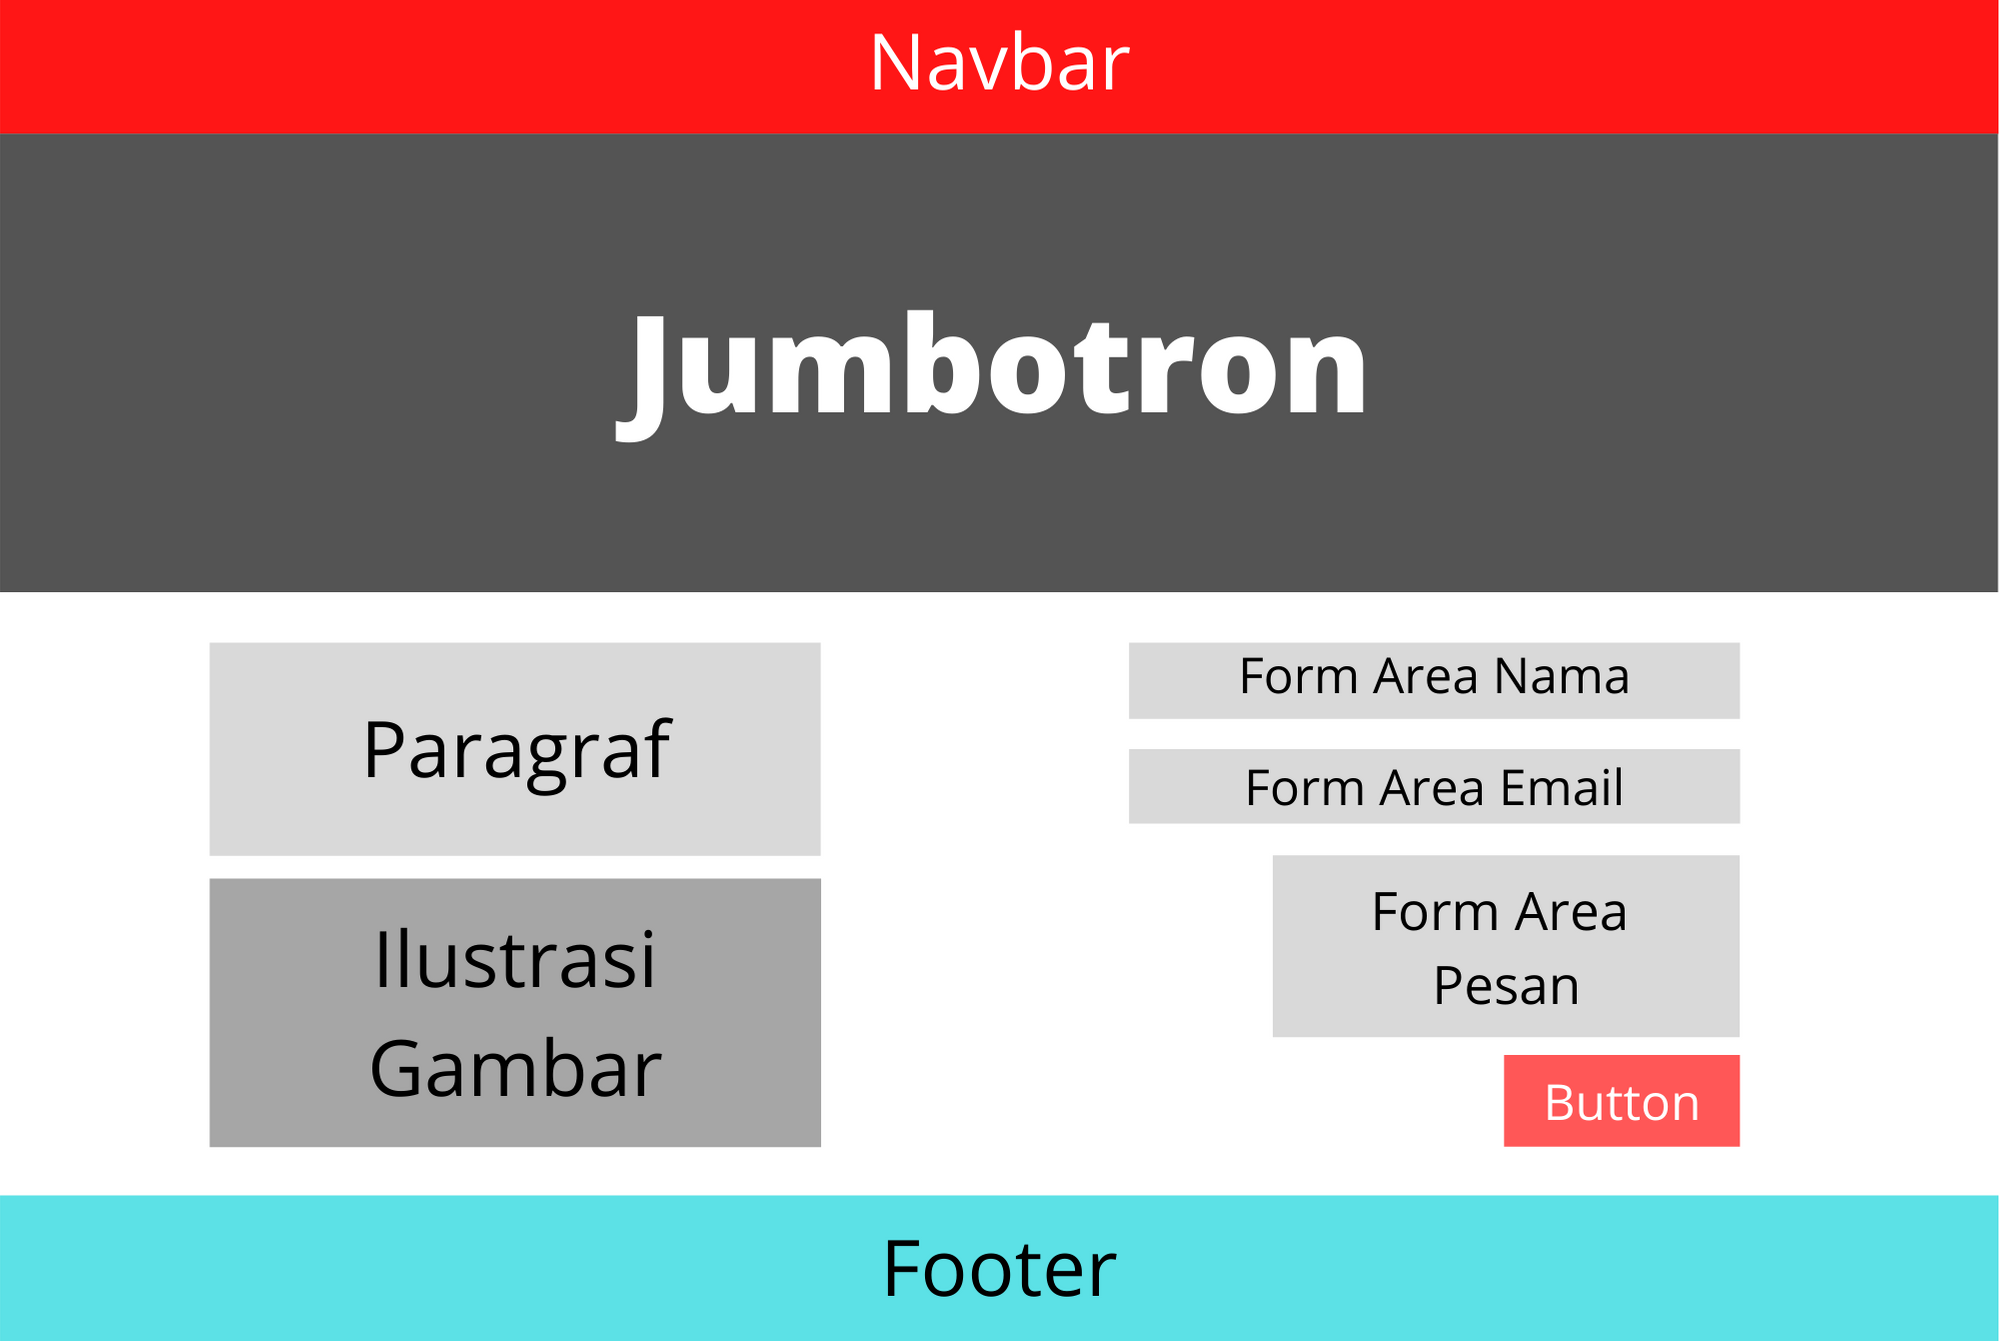 Navbar
Jumbotron
Paragraf
Ilustrasi
Gambar
Form Area Nama
Form Area Email
Form Area
Pesan
Button
Footer